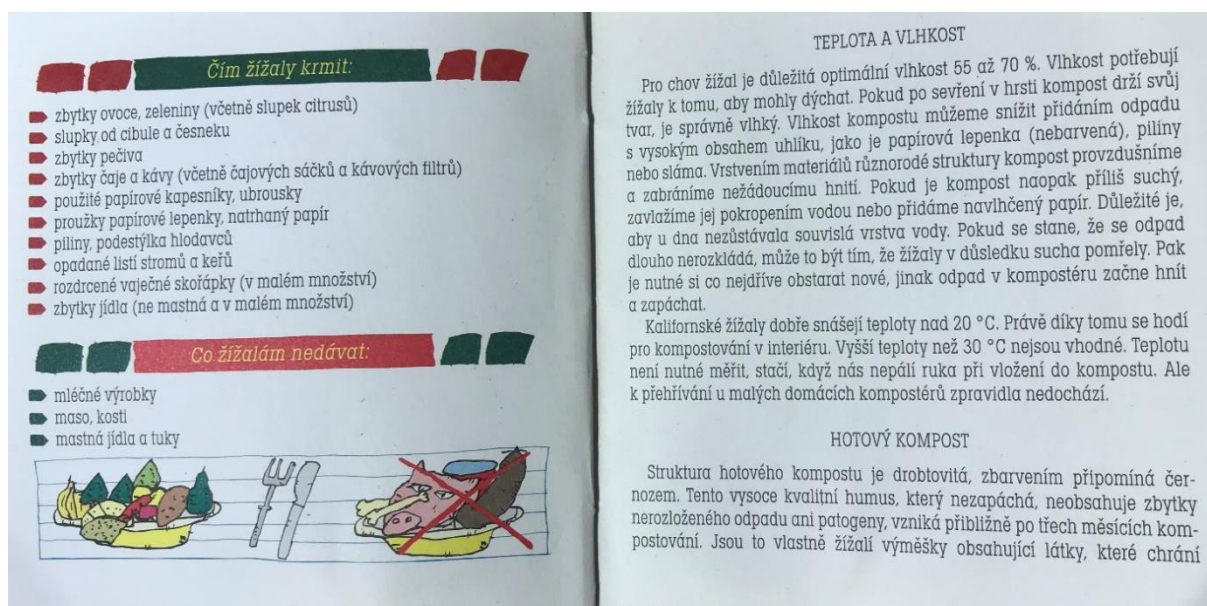 Čím žížaly krmit:
zbytky ovoce, zeleniny (včetně slupek citrusů)
slupky od cibule a česneku
zbytky pečiva
zbytky čaje a kávy (včetně čajových sáčků a kávových filtrů)
použité papírové kapesníky, ubrousky
proužky papírové lepenky, natrhaný papír
piliny, podestýlka hlodavců
opadané listí stromů a keřů
rozdrcené vaječné skořápky (v malém množství)
zbytky jídla (ne mastná a v malém množství)
Co žížalám nedávat:
mléčné výrobky
maso, kosti
mastná jídla a tuky
TEPLOTA A VLHKOST
Pro chov žížal je důležitá optimální vlhkost 55 až 70 %. Vlhkost potřebují
žížaly k tomu, aby mohly dýchat. Pokud po sevření v hrsti kompost drží svůj
tvar, je správně vlhký. Vlhkost kompostu můžeme snížit přidáním odpadu
s vysokým obsahem uhlíku, jako je papírová lepenka (nebarvená), piliny
nebo sláma. Vrstvením materiálů různorodé struktury kompost provzdušníme
a zabráníme nežádoucímu hnití. Pokud je kompost naopak příliš suchý,
zavlažíme jej pokropením vodou nebo přidáme navlhčený papír. Důležité je,
aby u dna nezůstávala souvislá vrstva vody. Pokud se stane, že se odpad
dlouho nerozkládá, může to být tím, že žížaly v důsledku sucha pomřely. Pak
je nutné si co nejdříve obstarat nové, jinak odpad v kompostéru začne hnít
a zapáchat.
Kalifornské žížaly dobře snášejí teploty nad 20 °C. Právě díky tomu se hodí
pro kompostování v interiéru. Vyšší teploty než 30 °C nejsou vhodné. Teplotu
není nutné měřit, stačí, když nás nepálí ruka při vložení do kompostu. Ale
k přehřívání u malých domácích kompostérů zpravidla nedochází.
HOTOVÝ KOMPOST
Struktura hotového kompostu je drobtovitá, zbarvením připomíná čer-
nozem. Tento vysoce kvalitní humus, který nezapáchá, neobsahuje zbytky
nerozloženého odpadu ani patogeny, vzniká přibližně po třech měsících kom-
postování. Jsou to vlastně žížalí výměšky obsahující látky, které chrání